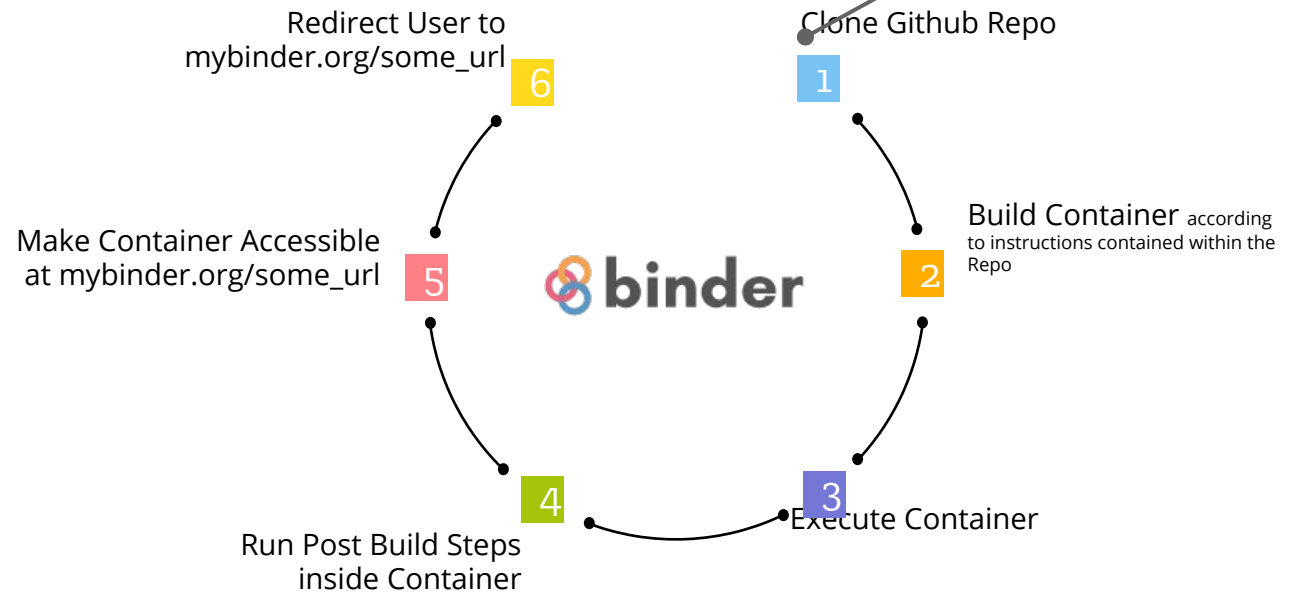 Clone Github Repo
1
Build Container according
to instructions contained within the
Repo
2
3
Execute Container
4
Run Post Build Steps
inside Container
Make Container Accessible
at mybinder.org/some_url
5
Redirect User to
mybinder.org/some_url
6
binder